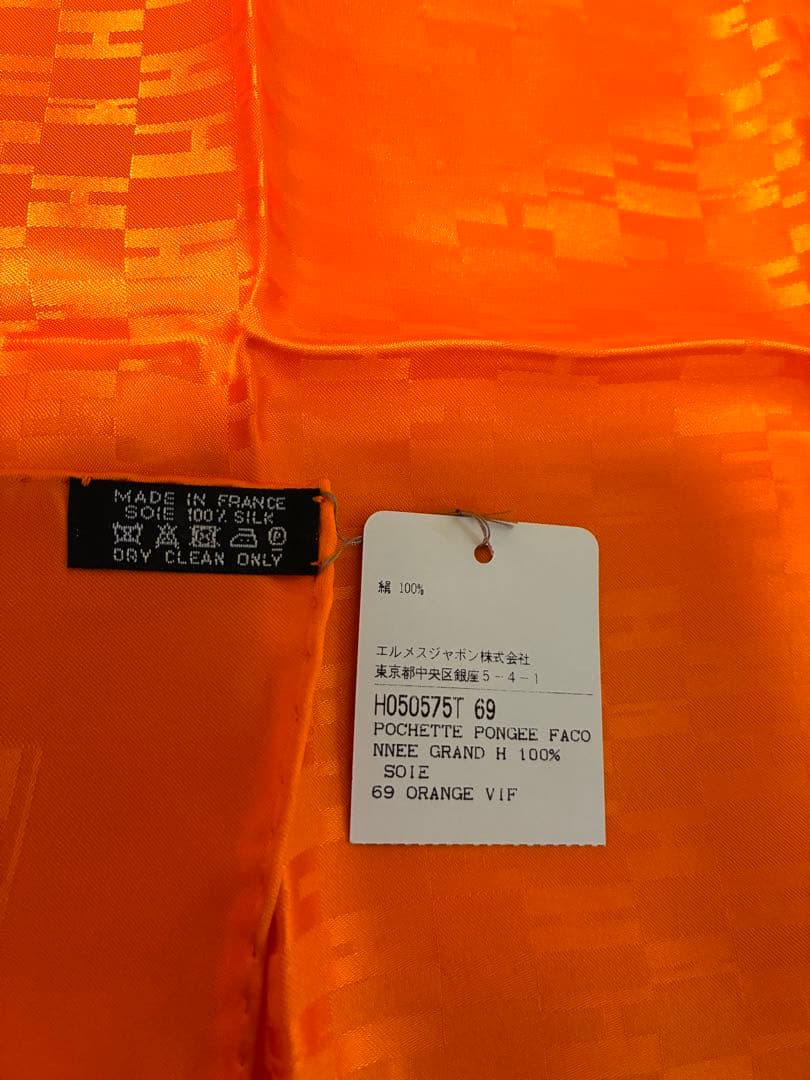 MADE IN FRANCE
SOIE 100% SILK
DRY CLEAN ONLY
絹 100%
エルメスジャポン株式会社
東京都中央区銀座5-4-1
H050575T 69
POCHETTE PONGEE FACO
NNEE GRAND H 100%
SOIE
69 ORANGE VIF